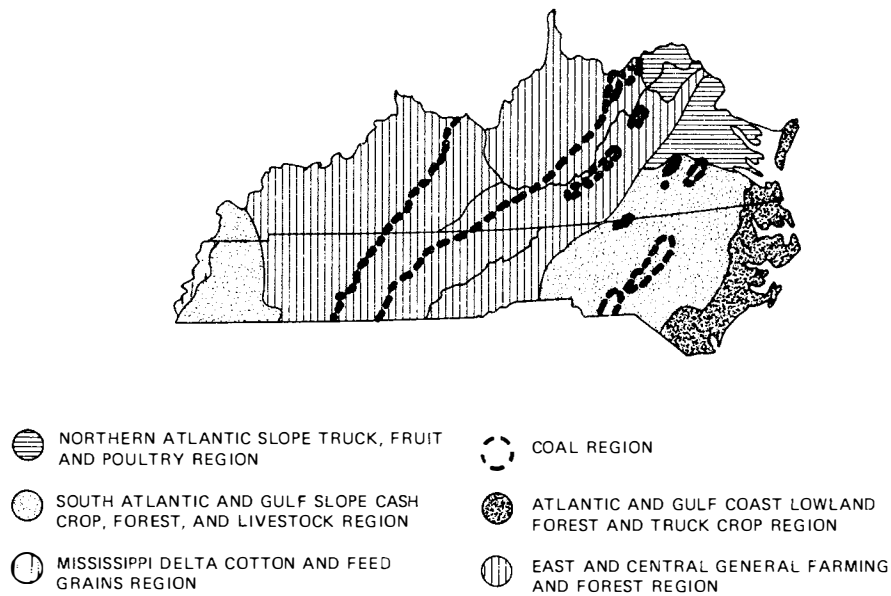 NORTHERN ATLANTIC SLOPE TRUCK, FRUIT
AND POULTRY REGION
SOUTH ATLANTIC AND GULF SLOPE CASH
CROP, FOREST, AND LIVESTOCK REGION
MISSISSIPPI DELTA COTTON AND FEED
GRAINS REGION
COAL REGION
ATLANTIC AND GULF COAST LOWLAND
FOREST AND TRUCK CROP REGION
EAST AND CENTRAL GENERAL FARMING
AND FOREST REGION